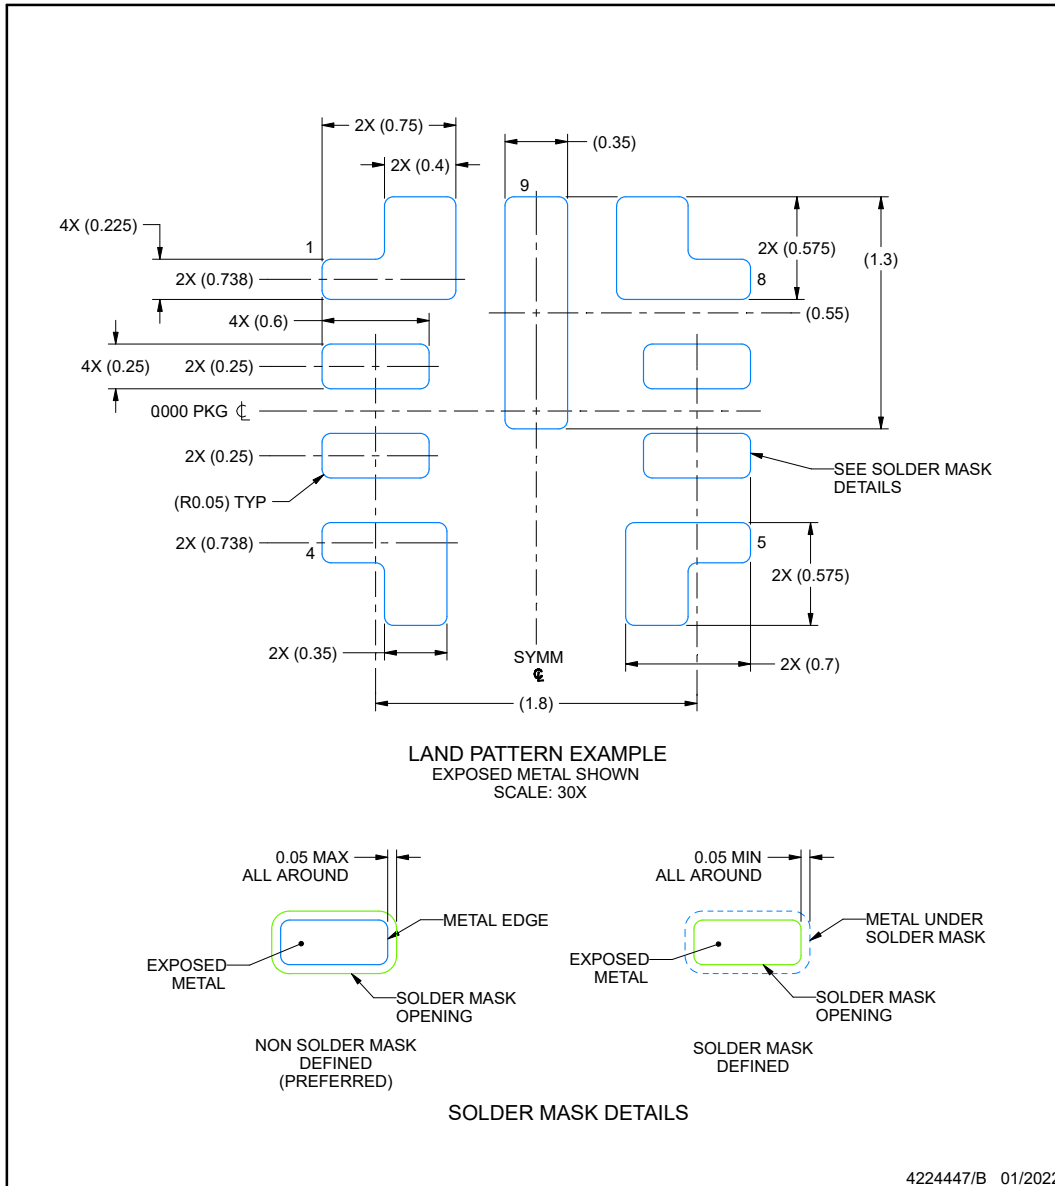 2X (0.75)
(0.35)
2X (0.4)
9
4X (0.225)
1
2X (0.575)
(1.3)
2X (0.738)
8
4X (0.6)
(0.55)
4X (0.25)
2X (0.25)
0.000 PKG ℄
2X (0.25)
SEE SOLDER MASK
DETAILS
(R0.05) TYP
2X (0.738)
4
5
2X (0.575)
2X (0.35)
SYMM
℄
2X (0.7)
(1.8)
LAND PATTERN EXAMPLE
EXPOSED METAL SHOWN
SCALE: 30X
0.05 MAX
ALL AROUND
0.05 MIN
ALL AROUND
METAL EDGE
METAL UNDER
SOLDER MASK
EXPOSED
METAL
EXPOSED
METAL
SOLDER MASK
OPENING
SOLDER MASK
OPENING
NON SOLDER MASK
DEFINED
(PREFERRED)
SOLDER MASK
DEFINED
SOLDER MASK DETAILS
4224447/B 01/2022